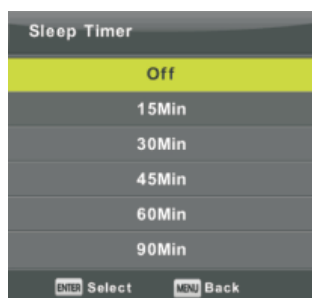 Sleep Timer
Off
15Min
30Min
45Min
60Min
90Min
ENTER Select MENU Back